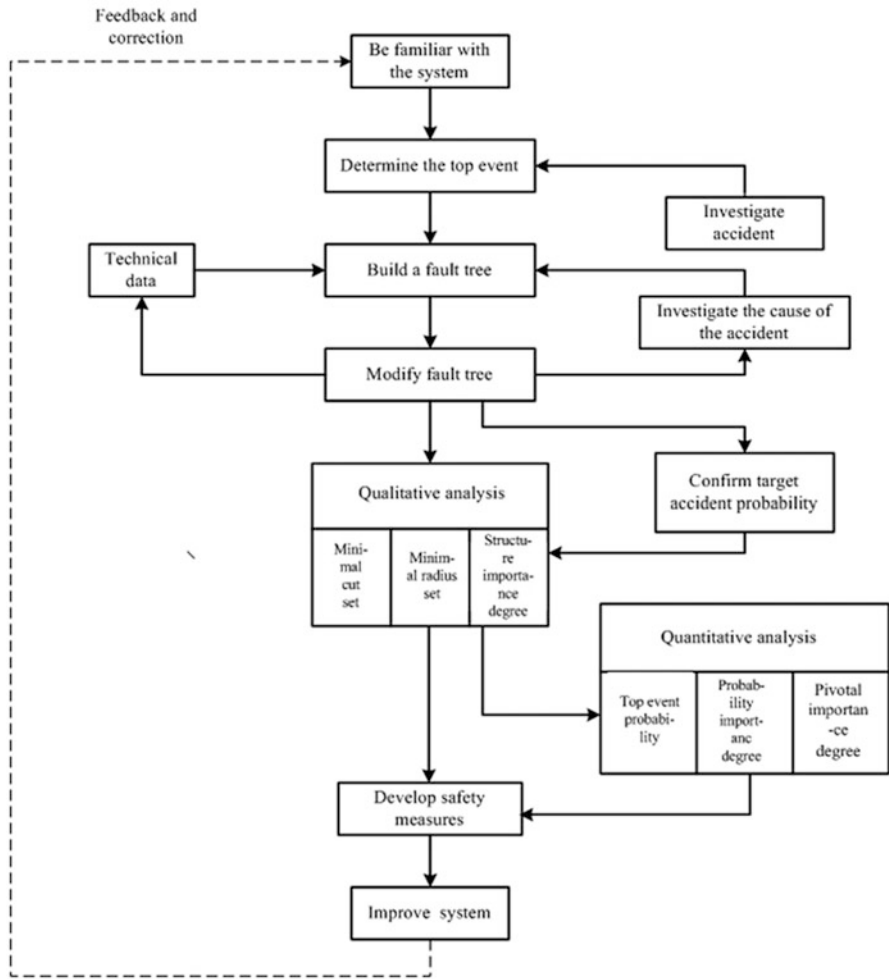 Feedback and
correction
Be familiar with
the system
Determine the top event
Investigate
accident
Technical
data
Build a fault tree
Investigate the cause of
the accident
Modify fault tree
Qualitative analysis
Confirm target
accident probability
Mini-
mal
cut
set
Minim-
al radius
set
Structu-
re
importa-
nce
degree
Quantitative analysis
Top event
probabi-
lity
Probab-
ility
import-
anc
degree
Pivotal
importan
-ce
degree
Develop safety
measures
Improve system